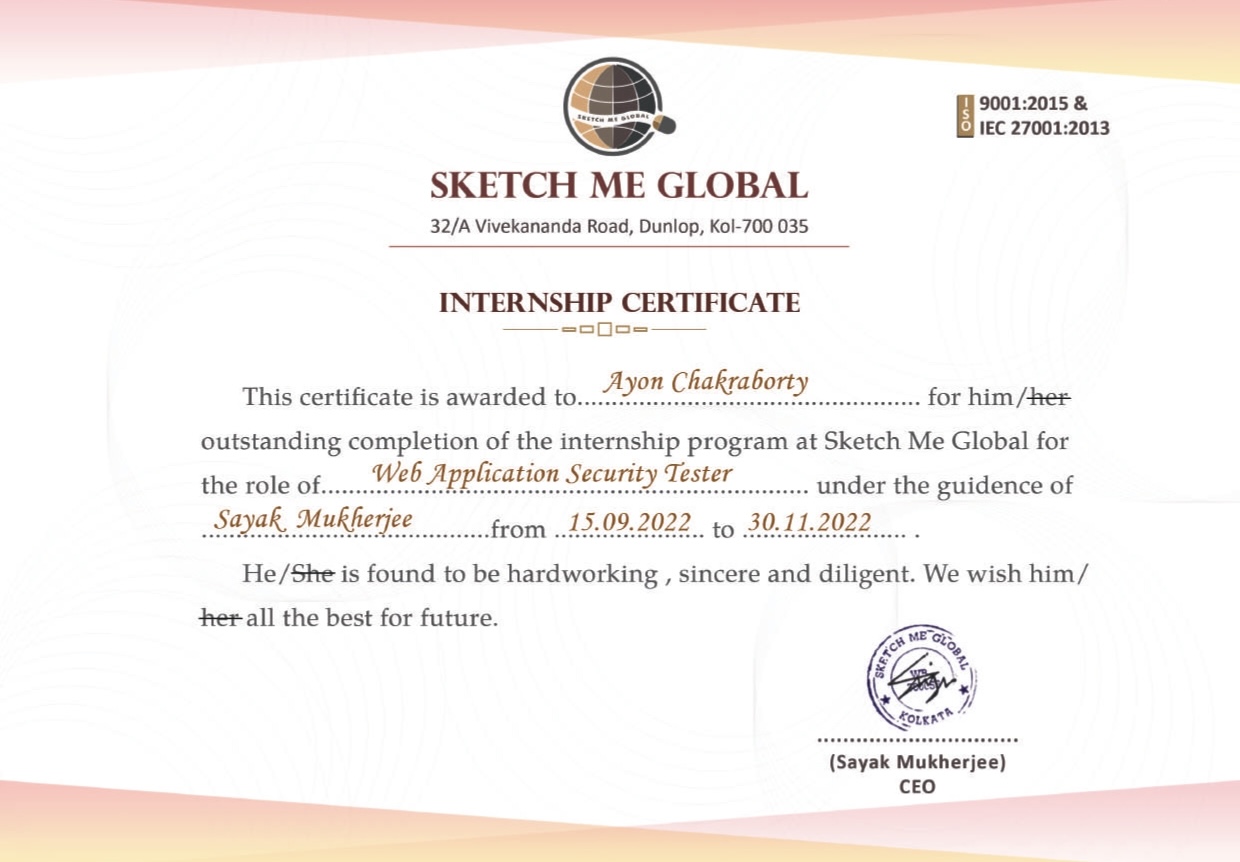 SKETCH ME GLOBAL
ISO 9001:2015 &
IEC 27001:2013
SKETCH ME GLOBAL
32/A Vivekananda Road, Dunlop, Kol-700 035
INTERNSHIP CERTIFICATE
This certificate is awarded to....Ayon Chakraborty.... for him/her
outstanding completion of the internship program at Sketch Me Global for
the role of....Web Application Security Tester.... under the guidence of
....Sayak Mukherjee....from ....15.09.2022.... to ....30.11.2022.... .
He/She is found to be hardworking , sincere and diligent. We wish him/
her all the best for future.
SKETCH ME GLOBAL
KOLKATA
(Sayak Mukherjee)
CEO